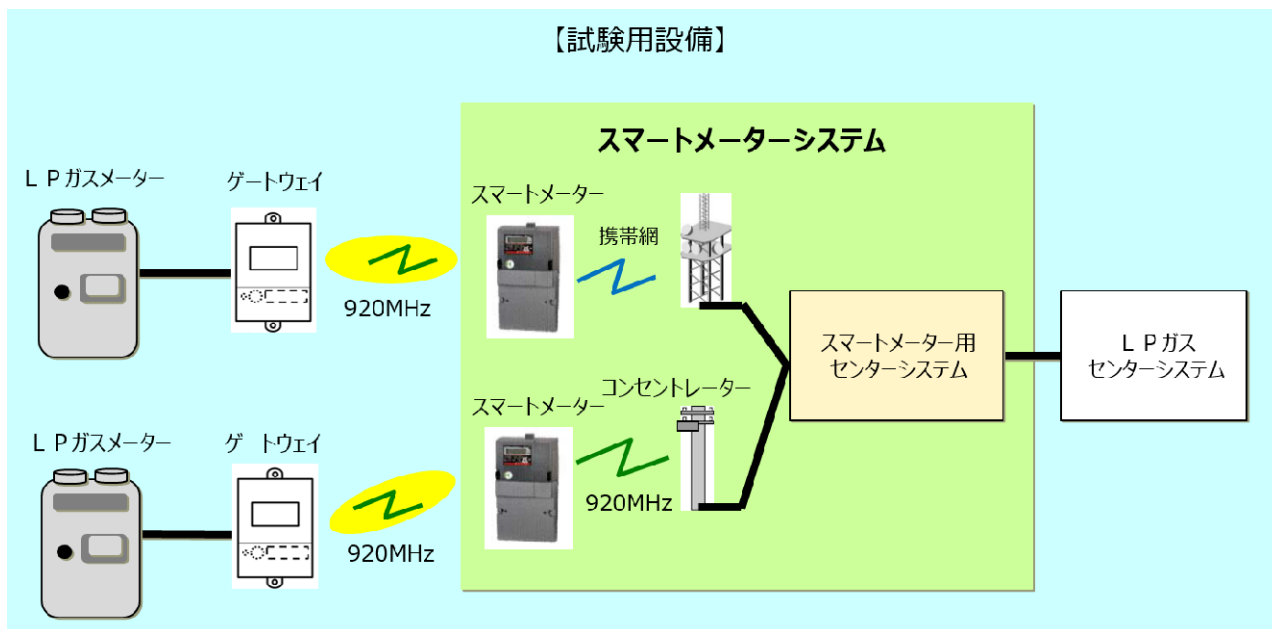 【試験用設備】
スマートメーターシステム
ＬＰガスメーター
ゲートウェイ
920MHz
スマートメーター
携帯網
スマートメーター用
センターシステム
ＬＰガス
センターシステム
ＬＰガスメーター
ゲ　トウェイ
920MHz
スマートメーター
920MHz
コンセントレーター